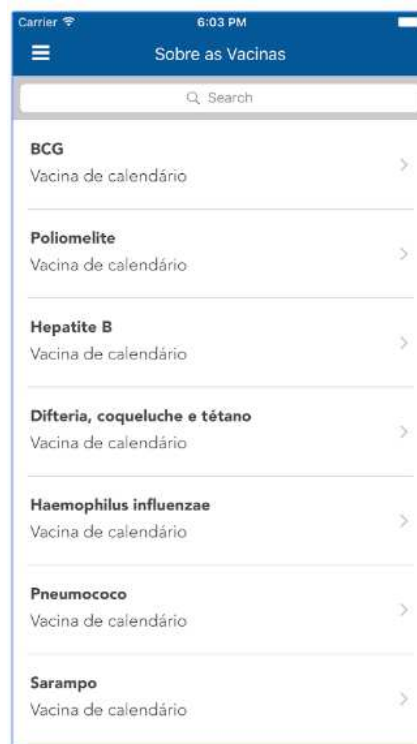 Carrier 6:03 PM
Sobre as Vacinas
Search
BCG
Vacina de calendário
Poliomelite
Vacina de calendário
Hepatite B
Vacina de calendário
Difteria, coqueluche e tétano
Vacina de calendário
Haemophilus influenzae
Vacina de calendário
Pneumococo
Vacina de calendário
Sarampo
Vacina de calendário